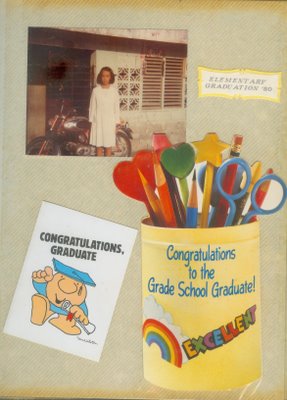 ELEMENTARY
GRADUATION '80
CONGRATULATIONS,
GRADUATE
Congratulations
to the
Grade School Graduate!
EXCELLENT